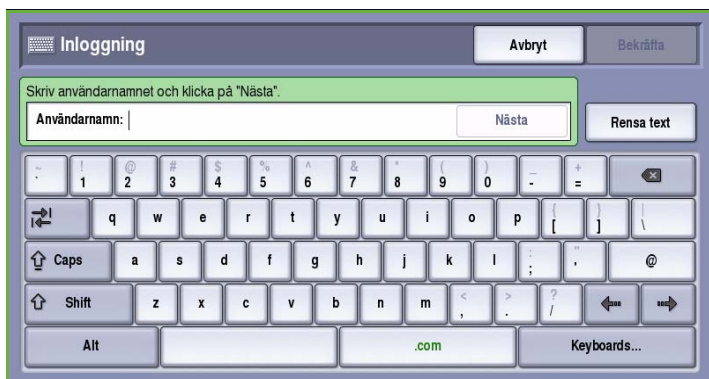 Inloggning Avbryt Bekräfta
Skriv användarnamnet och klicka på "Nästa".
Användarnamn: Nästa Rensa text
~ ! @ # $ % ^ & * ( ) _ +
1 2 3 4 5 6 7 8 9 0 - =
{ } |
q w e r t y u i o p [ ] \
: "
Caps a s d f g h j k l ; ' @
< > ?
Shift z x c v b n m , . /
Alt .com Keyboards...